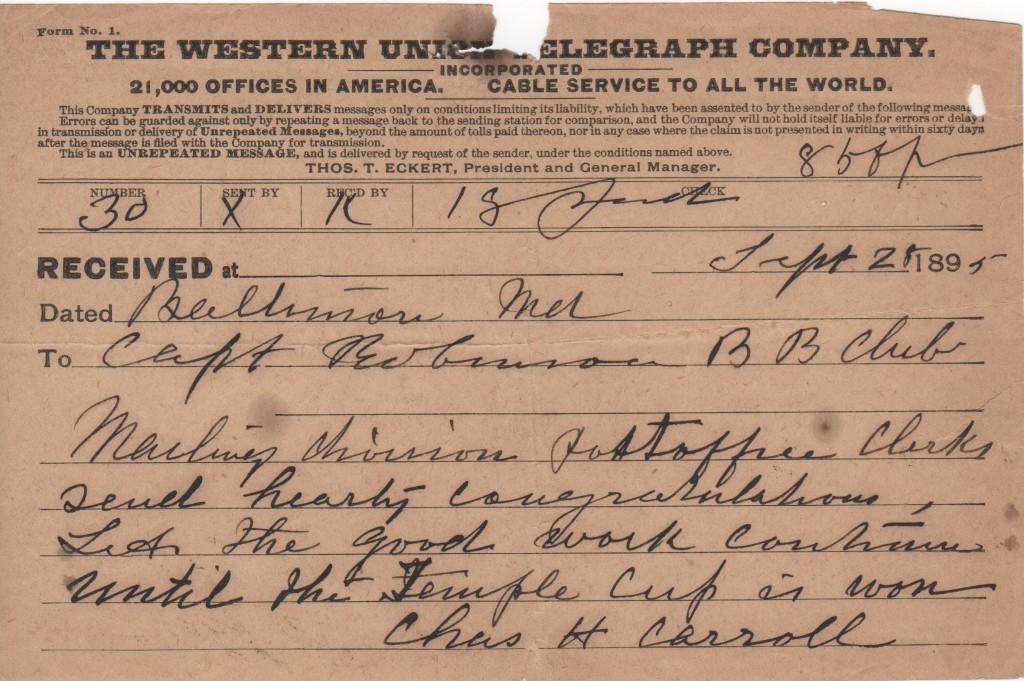 Form No. 1.
THE WESTERN UNION TELEGRAPH COMPANY.
INCORPORATED
21,000 OFFICES IN AMERICA. CABLE SERVICE TO ALL THE WORLD.
This Company TRANSMITS and DELIVERS messages only on conditions limiting its liability, which have been assented to by the sender of the following message.
Errors can be guarded against only by repeating a message back to the sending station for comparison, and the Company will not hold itself liable for errors or delays
in transmission or delivery of Unrepeated Messages, beyond the amount of tolls paid thereon, nor in any case where the claim is not presented in writing within sixty days
after the message is filed with the Company for transmission.
This is an UNREPEATED MESSAGE, and is delivered by request of the sender, under the conditions named above.
THOS. T. ECKERT, President and General Manager. 858p
NUMBER SENT BY REC'D BY CHECK
30 X K 18
RECEIVED at Sept 28 1895
Dated Baltimore Md
To Capt Robinson B B Club
Mailing division Postoffice Clerks
send hearty congratulations,
Let the good work continue
until the Temple Cup is won
Chas H Carroll